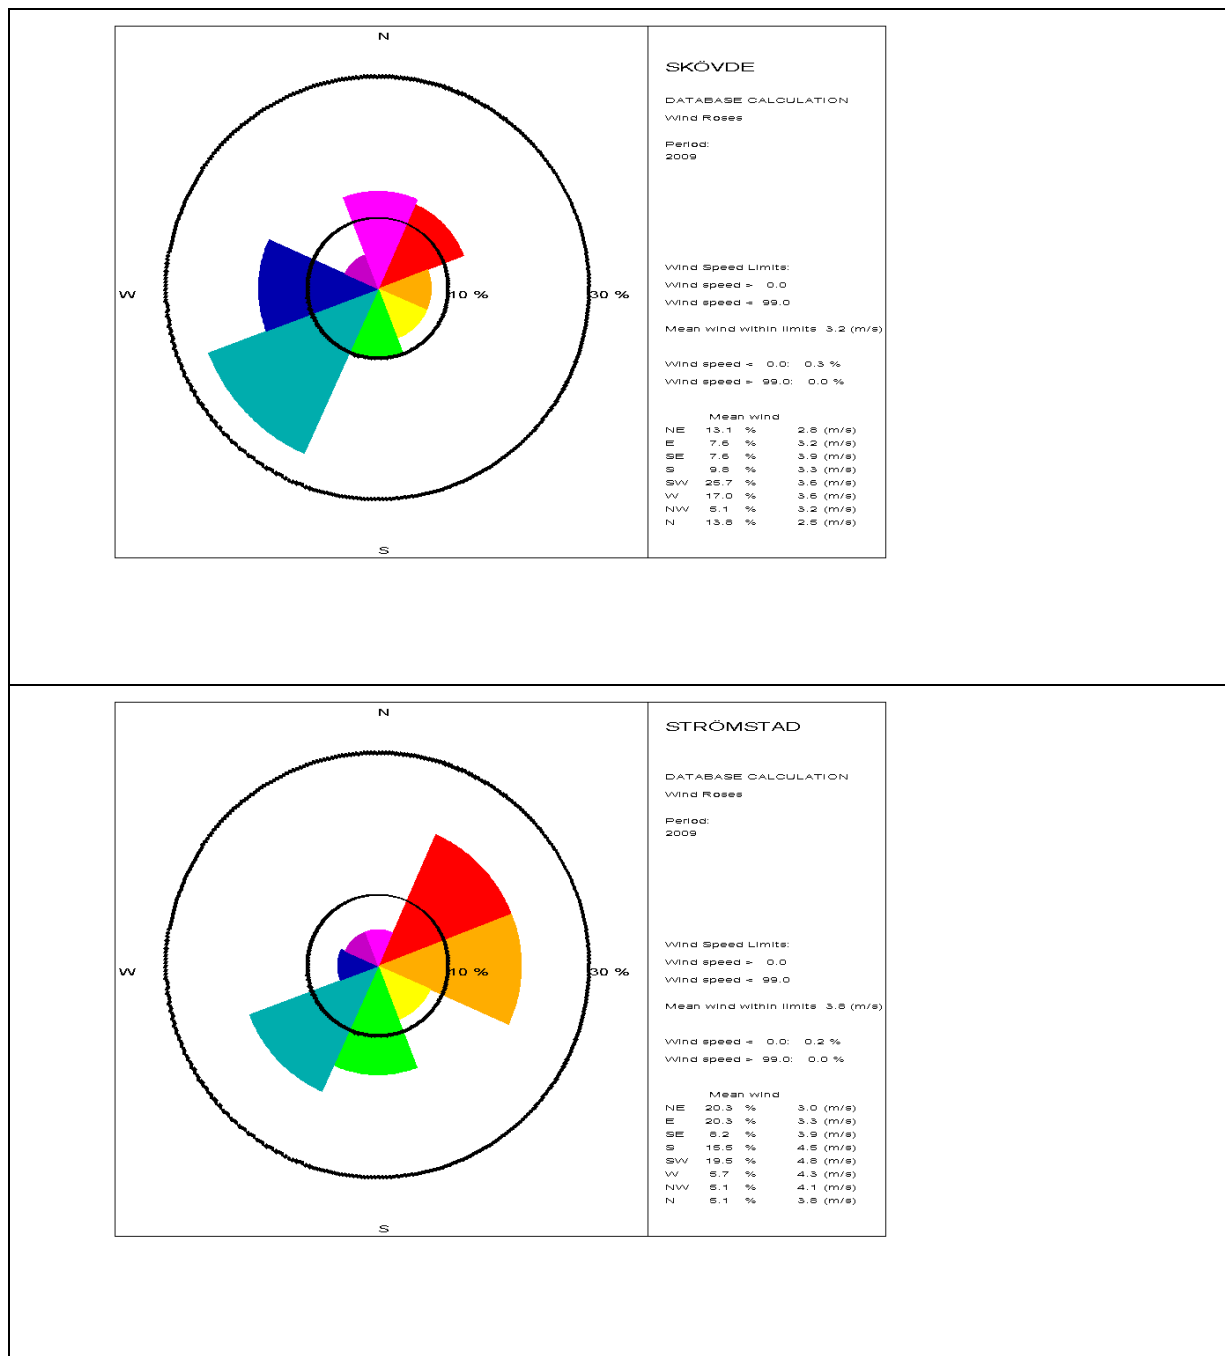 N
W
10 %
30 %
S
SKÖVDE
DATABASE CALCULATION
Wind Roses
Period:
2009
Wind Speed Limits:
Wind speed > 0.0
Wind speed < 99.0
Mean wind within limits 3.2 (m/s)
Wind speed < 0.0: 0.3 %
Wind speed > 99.0: 0.0 %
Mean wind
NE 13.1 % 2.8 (m/s)
E 7.6 % 3.2 (m/s)
SE 7.6 % 3.9 (m/s)
S 9.8 % 3.3 (m/s)
SW 25.7 % 3.6 (m/s)
W 17.0 % 3.6 (m/s)
NW 5.1 % 3.2 (m/s)
N 13.8 % 2.5 (m/s)
N
W
10 %
30 %
S
STRÖMSTAD
DATABASE CALCULATION
Wind Roses
Period:
2009
Wind Speed Limits:
Wind speed > 0.0
Wind speed < 99.0
Mean wind within limits 3.8 (m/s)
Wind speed < 0.0: 0.2 %
Wind speed > 99.0: 0.0 %
Mean wind
NE 20.3 % 3.0 (m/s)
E 20.3 % 3.3 (m/s)
SE 8.2 % 3.9 (m/s)
S 15.5 % 4.5 (m/s)
SW 19.5 % 4.8 (m/s)
W 5.7 % 4.3 (m/s)
NW 5.1 % 4.1 (m/s)
N 5.1 % 3.8 (m/s)